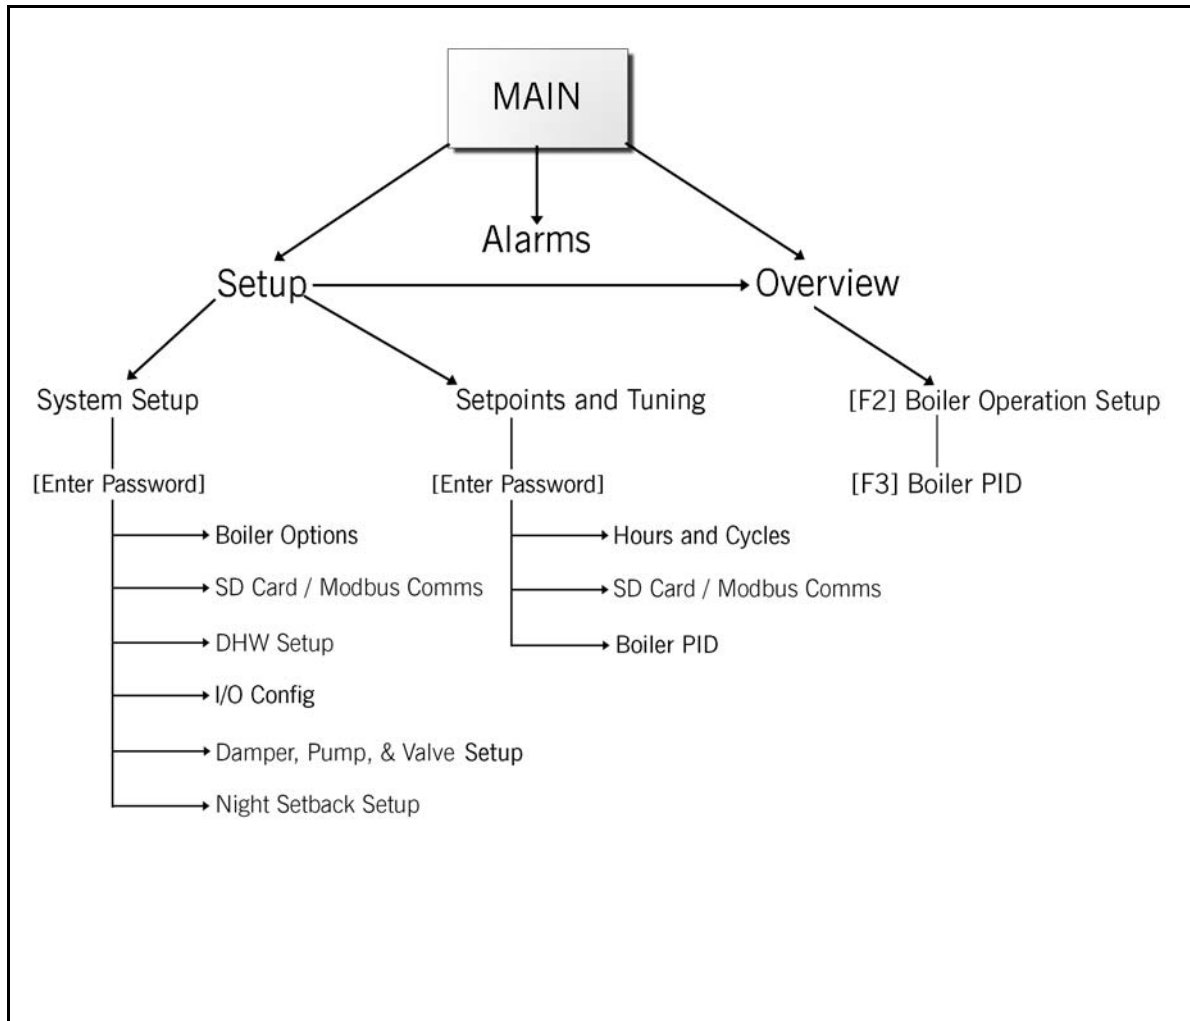 MAIN
Alarms
Setup
Overview
System Setup
[Enter Password]
Boiler Options
SD Card / Modbus Comms
DHW Setup
I/O Config
Damper, Pump, & Valve Setup
Night Setback Setup
Setpoints and Tuning
[Enter Password]
Hours and Cycles
SD Card / Modbus Comms
Boiler PID
[F2] Boiler Operation Setup
[F3] Boiler PID